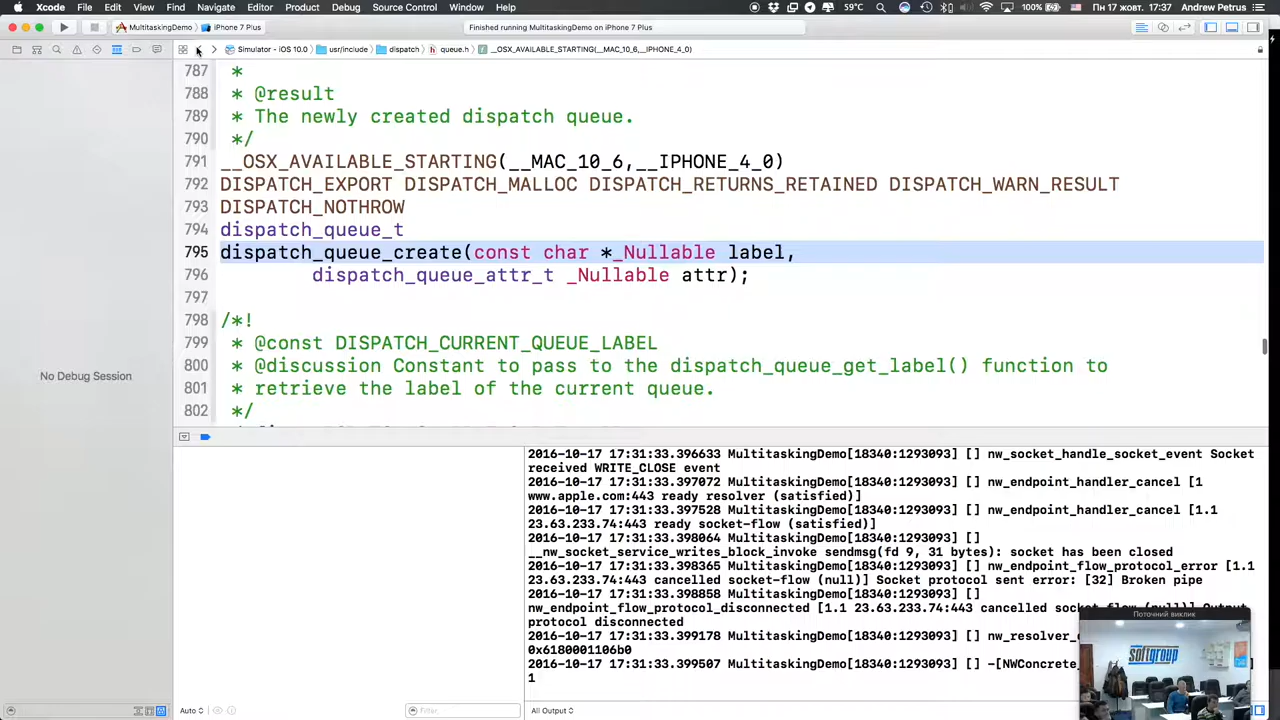 Xcode File Edit View Find Navigate Editor Product Debug Source Control Window Help
59% 100% Пт 17 жовт. 17:31 Andrew Petrus
MultitaskingDemo iPhone 7 Plus
Finished running MultitaskingDemo on iPhone 7 Plus
Simulator - iOS 10.0 usr/include dispatch queue.h __OSX_AVAILABLE_STARTING(__MAC_10_6,__IPHONE_4_0)
787 *
788 * @result
789 * The newly created dispatch queue.
790 */
791 __OSX_AVAILABLE_STARTING(__MAC_10_6,__IPHONE_4_0)
792 DISPATCH_EXPORT DISPATCH_MALLOC DISPATCH_RETURNS_RETAINED DISPATCH_WARN_RESULT
793 DISPATCH_NOTHROW
794 dispatch_queue_t
795 dispatch_queue_create(const char *_Nullable label,
796 dispatch_queue_attr_t _Nullable attr);
797
798 /*!
799 * @const DISPATCH_CURRENT_QUEUE_LABEL
800 * @discussion Constant to pass to the dispatch_queue_get_label() function to
801 * retrieve the label of the current queue.
802 */
No Debug Session
2016-10-17 17:31:33.396633 MultitaskingDemo[18340:1293093] [] nw_socket_handle_socket_event Socket
received WRITE_CLOSE event
2016-10-17 17:31:33.397072 MultitaskingDemo[18340:1293093] [] nw_endpoint_handler_cancel [1
www.apple.com:443 ready resolver (satisfied)]
2016-10-17 17:31:33.397528 MultitaskingDemo[18340:1293093] [] nw_endpoint_handler_cancel [1.1
23.63.233.74:443 ready socket-flow (satisfied)]
2016-10-17 17:31:33.398064 MultitaskingDemo[18340:1293093] []
__nw_socket_service_writes_block_invoke sendmsg(fd 9, 31 bytes): socket has been closed
2016-10-17 17:31:33.398365 MultitaskingDemo[18340:1293093] [] nw_endpoint_flow_protocol_error [1.1
23.63.233.74:443 cancelled socket-flow (null)] Socket protocol sent error: [32] Broken pipe
2016-10-17 17:31:33.398858 MultitaskingDemo[18340:1293093] []
nw_endpoint_flow_protocol_disconnected [1.1 23.63.233.74:443 cancelled socket-flow (null)] Output
protocol disconnected
2016-10-17 17:31:33.399178 MultitaskingDemo[18340:1293093] [] nw_resolver_
0x6180001106b0
2016-10-17 17:31:33.399507 MultitaskingDemo[18340:1293093] [] -[NWConcrete_ ]
1
Поточний виклик
softgroup
Auto
Filter
All Output